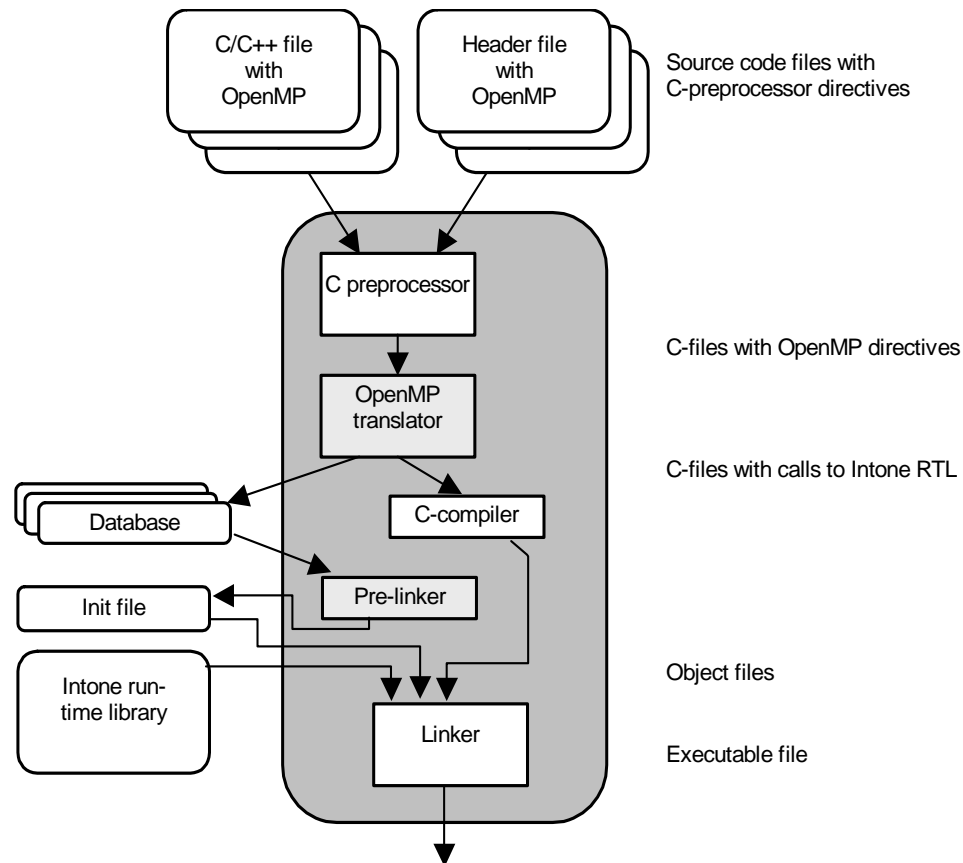 C/C++ file
with
OpenMP
Header file
with
OpenMP
Source code files with
C-preprocessor directives
C preprocessor
C-files with OpenMP directives
OpenMP
translator
C-files with calls to Intone RTL
Database
C-compiler
Pre-linker
Init file
Object files
Intone run-
time library
Linker
Executable file